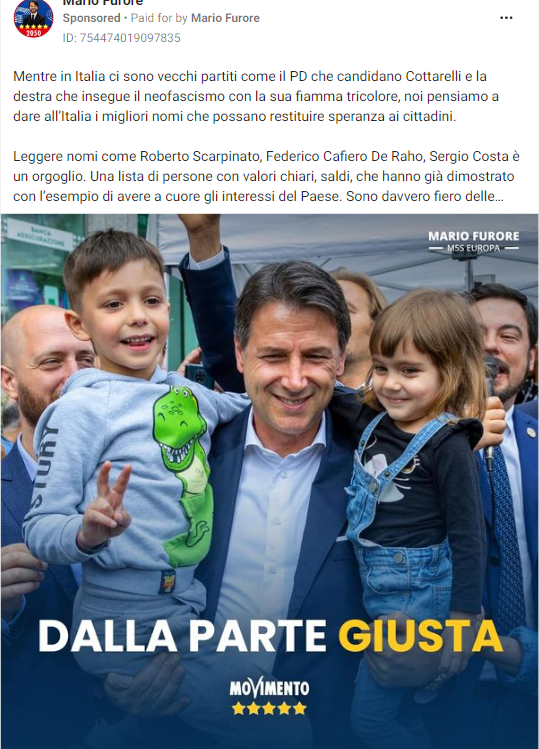 Mario Furore
Sponsored • Paid for by Mario Furore
ID: 754474019097835
Mentre in Italia ci sono vecchi partiti come il PD che candidano Cottarelli e la
destra che insegue il neofascismo con la sua fiamma tricolore, noi pensiamo a
dare all'Italia i migliori nomi che possano restituire speranza ai cittadini.
Leggere nomi come Roberto Scarpinato, Federico Cafiero De Raho, Sergio Costa è
un orgoglio. Una lista di persone con valori chiari, saldi, che hanno già dimostrato
con l'esempio di avere a cuore gli interessi del Paese. Sono davvero fiero delle...
2050
BANCA
ASSICURAZIONE
MARIO FURORE
M5S EUROPA
STORY
DALLA PARTE GIUSTA
MOVIMENTO